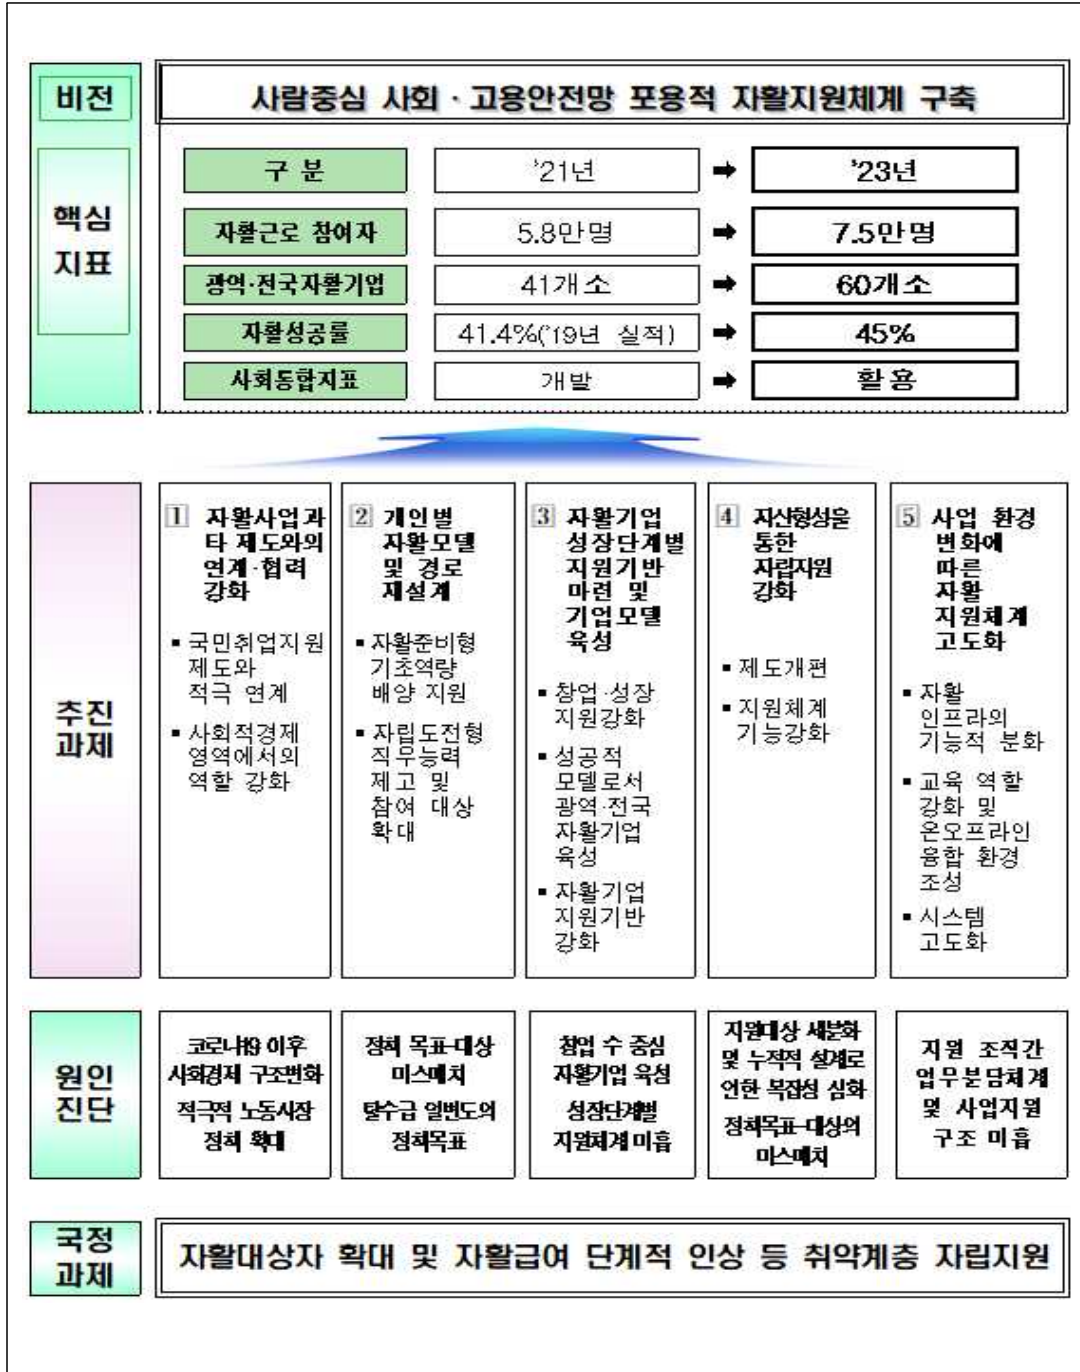 비전
사람중심 사회·고용안전망 포용적 자활지원체계 구축
핵심
지표
구 분
'21년
➡
'23년
자활근로 참여자
5.8만명
➡
7.5만명
광역·전국자활기업
41개소
➡
60개소
자활성공률
41.4%('19년 실적)
➡
45%
사회통합지표
개발
➡
활용
추진
과제
1 자활사업과
타 제도와의
연계·협력
강화
▪ 국민취업지원
제도와
적극 연계
▪ 사회적경제
영역에서의
역할 강화
2 개인별
자활모델
및 경로
재설계
▪ 자활준비형
기초역량
배양 지원
▪ 자립도전형
직무능력
제고 및
참여 대상
확대
3 자활기업
성장단계별
지원기반
마련 및
기업모델
육성
▪ 창업·성장
지원강화
▪ 성공적
모델로서
광역·전국
자활기업
육성
▪ 자활기업
지원기반
강화
4 자산형성을
통한
자립지원
강화
▪ 제도개편
▪ 지원체계
기능강화
5 사업 환경
변화에
따른
자활
지원체계
고도화
▪ 자활
인프라의
기능적 분화
▪ 교육 역할
강화 및
온오프라인
융합 환경
조성
▪ 시스템
고도화
원인
진단
코로나19 이후
사회경제 구조변화
적극적 노동시장
정책 확대
정책 목표-대상
미스매치
탈수급 일변도의
정책목표
창업 수 중심
자활기업 육성
성장단계별
지원체계 미흡
지원대상 세분화
및 누적적 설계로
인한 복잡성 심화
정책목표-대상의
미스매치
지원 조직간
업무분담체계
및 사업지원
구조 미흡
국정
과제
자활대상자 확대 및 자활급여 단계적 인상 등 취약계층 자립지원